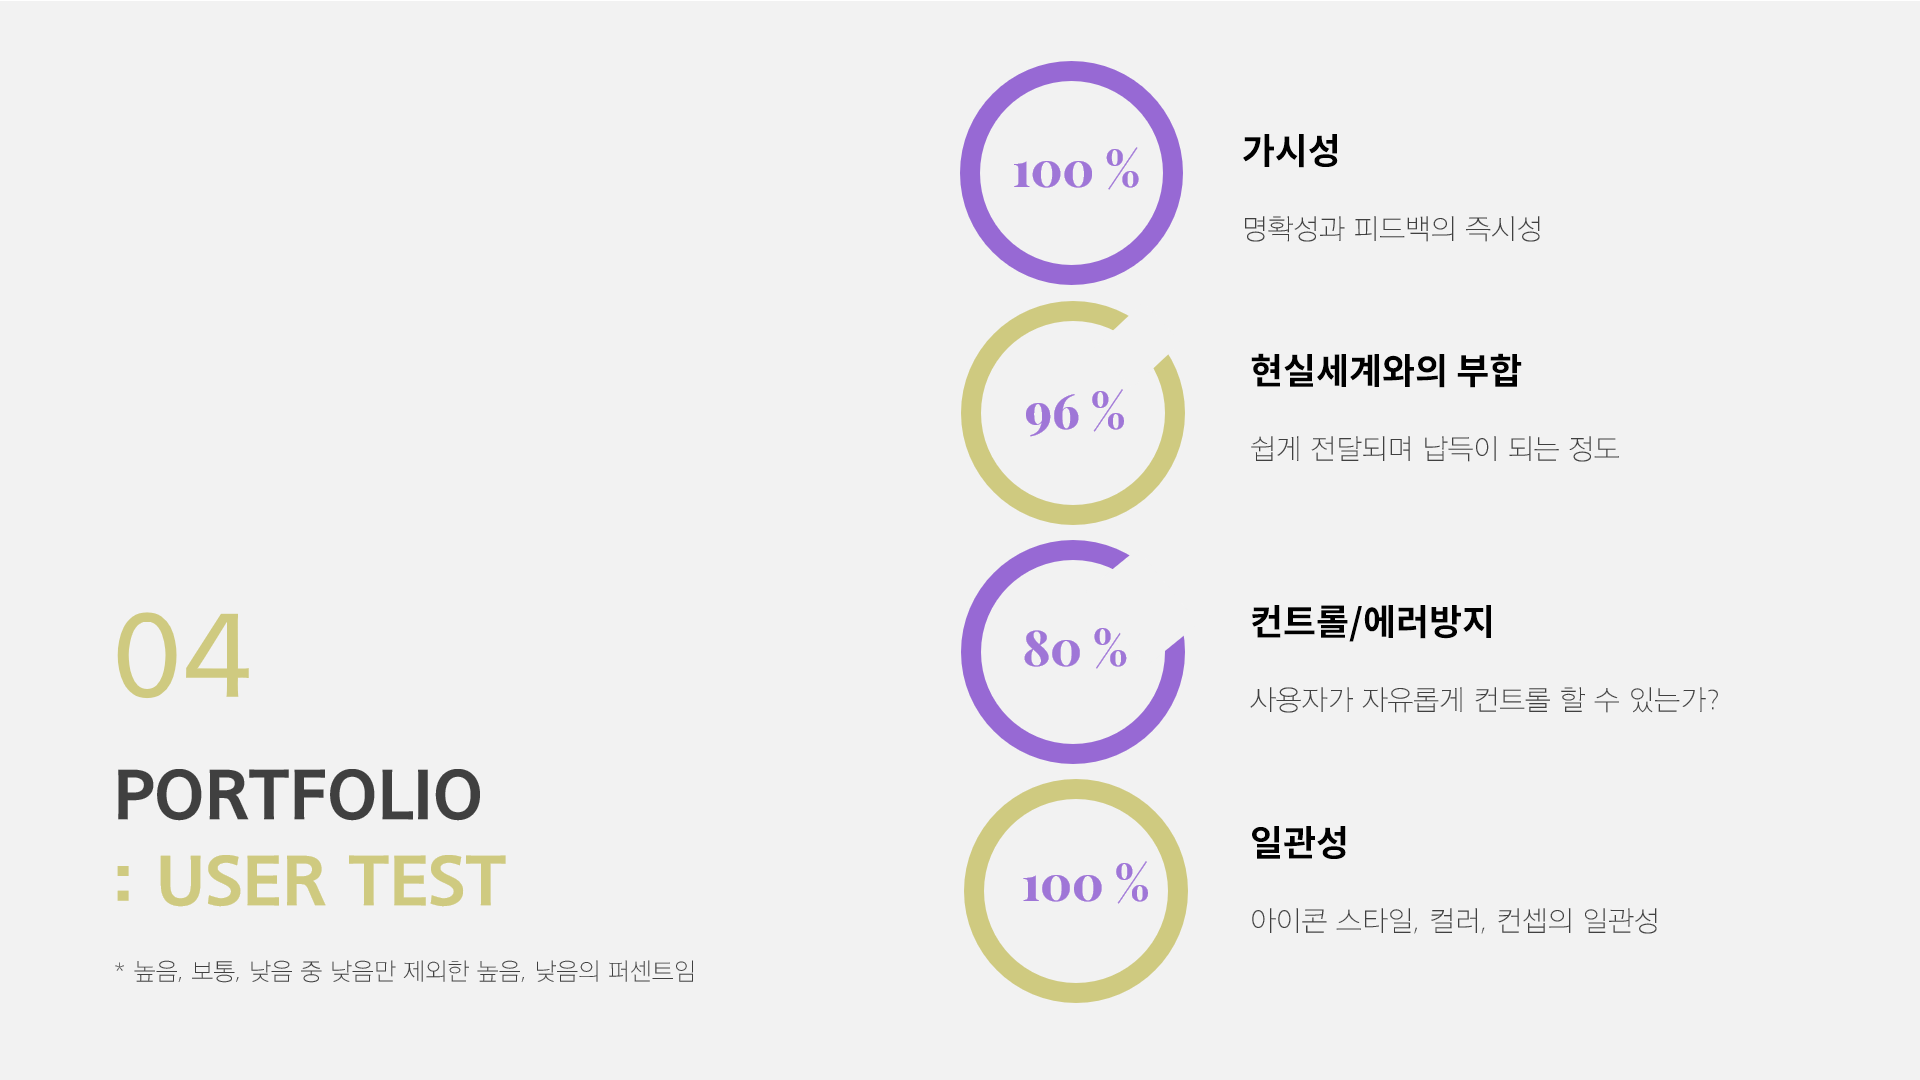 04
PORTFOLIO
: USER TEST
* 높음, 보통, 낮음 중 낮음만 제외한 높음, 낮음의 퍼센트임
100 %
가시성
명확성과 피드백의 즉시성
96 %
현실세계와의 부합
쉽게 전달되며 납득이 되는 정도
80 %
컨트롤/에러방지
사용자가 자유롭게 컨트롤 할 수 있는가?
100 %
일관성
아이콘 스타일, 컬러, 컨셉의 일관성